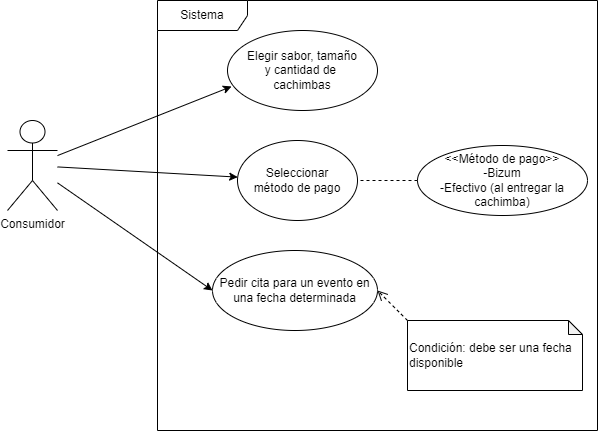 Sistema
Elegir sabor, tamaño
y cantidad de
cachimbas
Consumidor
Seleccionar
método de pago
<<Método de pago>>
-Bizum
-Efectivo (al entregar la
cachimba)
Pedir cita para un evento en
una fecha determinada
Condición: debe ser una fecha
disponible